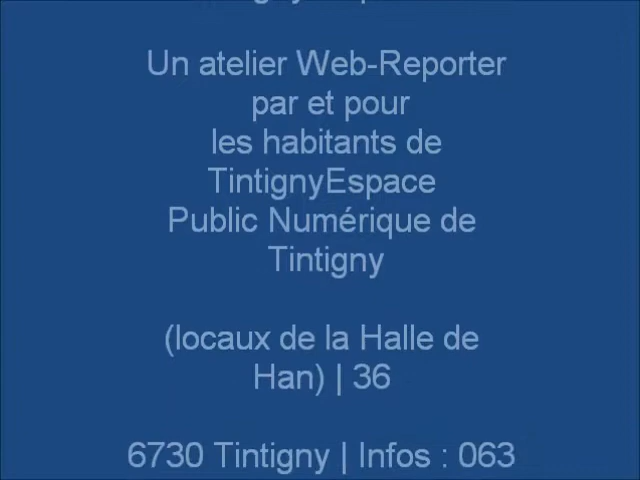 Un atelier Web-Reporter
par et pour
les habitants de
TintignyEspace
Public Numérique de
Tintigny
(locaux de la Halle de
Han) | 36
6730 Tintigny | Infos : 063